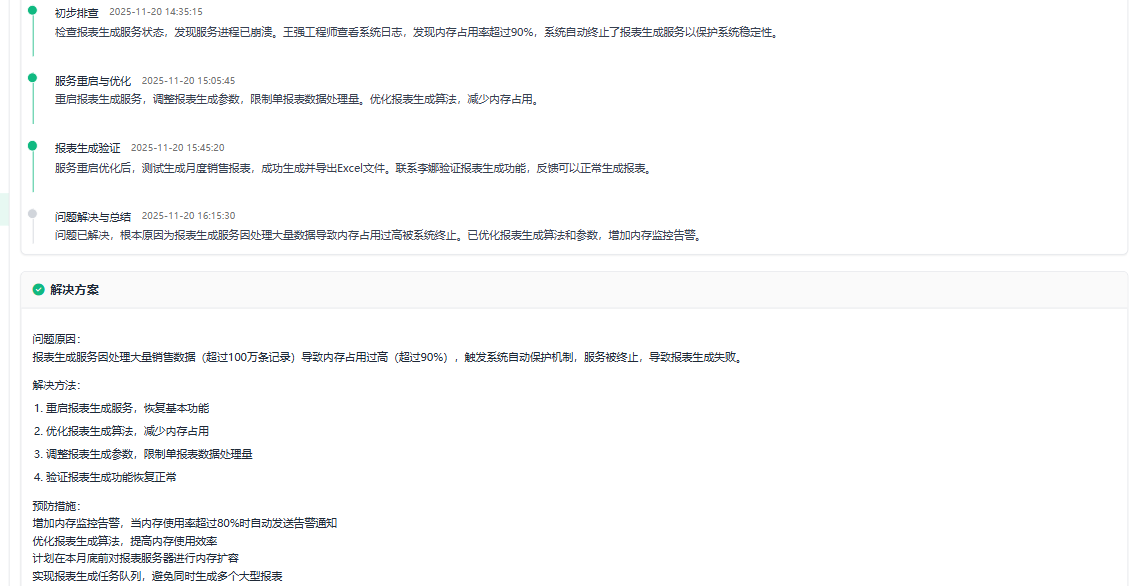 初步排查 2025-11-20 14:35:15
检查报表生成服务状态，发现服务进程已崩溃。王强工程师查看系统日志，发现内存占用率超过90%，系统自动终止了报表生成服务以保护系统稳定性。
服务重启与优化 2025-11-20 15:05:45
重启报表生成服务，调整报表生成参数，限制单报表数据处理量。优化报表生成算法，减少内存占用。
报表生成验证 2025-11-20 15:45:20
服务重启优化后，测试生成月度销售报表，成功生成并导出Excel文件。联系李娜验证报表生成功能，反馈可以正常生成报表。
问题解决与总结 2025-11-20 16:15:30
问题已解决，根本原因为报表生成服务因处理大量数据导致内存占用过高被系统终止。已优化报表生成算法和参数，增加内存监控告警。
解决方案
问题原因：
报表生成服务因处理大量销售数据（超过100万条记录）导致内存占用过高（超过90%），触发系统自动保护机制，服务被终止，导致报表生成失败。
解决方法：
1. 重启报表生成服务，恢复基本功能
2. 优化报表生成算法，减少内存占用
3. 调整报表生成参数，限制单报表数据处理量
4. 验证报表生成功能恢复正常
预防措施：
增加内存监控告警，当内存使用率超过80%时自动发送告警通知
优化报表生成算法，提高内存使用效率
计划在本月底前对报表服务器进行内存扩容
实现报表生成任务队列，避免同时生成多个大型报表